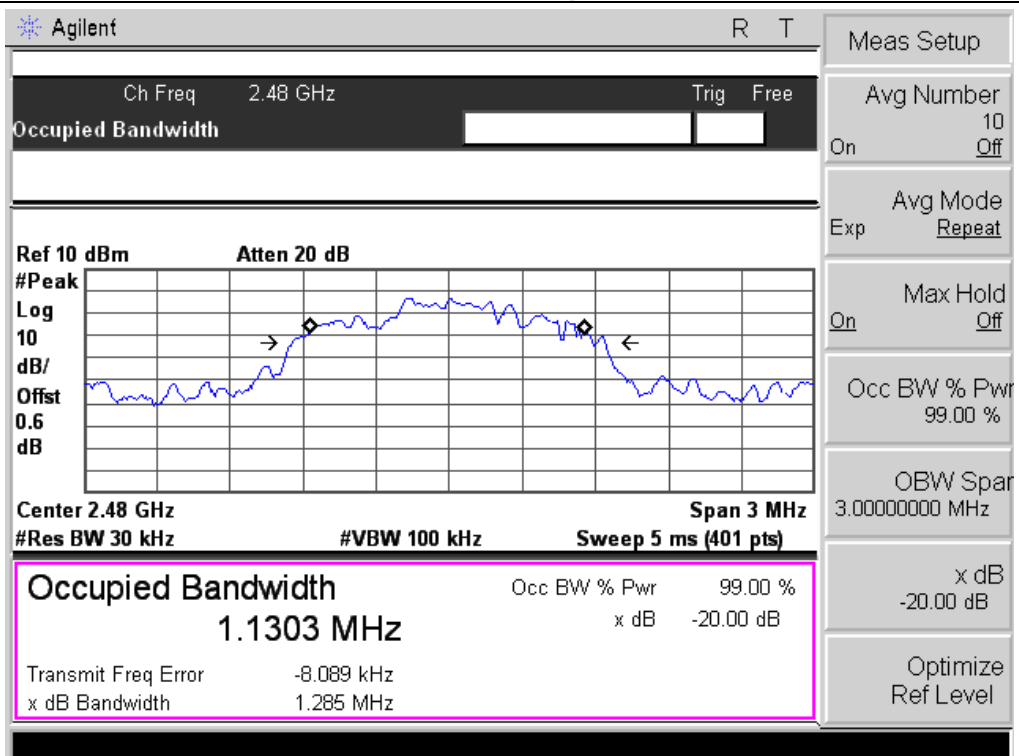 Agilent R T
Ch Freq 2.48 GHz Trig Free
Occupied Bandwidth
Ref 10 dBm Atten 20 dB
#Peak
Log
10
dB/
Offst
0.6
dB
Center 2.48 GHz Span 3 MHz
#Res BW 30 kHz #VBW 100 kHz Sweep 5 ms (401 pts)
Occupied Bandwidth
1.1303 MHz
Occ BW % Pwr 99.00 %
x dB -20.00 dB
Transmit Freq Error -8.089 kHz
x dB Bandwidth 1.285 MHz
Meas Setup
Avg Number
10
On Off
Avg Mode
Exp Repeat
Max Hold
On Off
Occ BW % Pwr
99.00 %
OBW Span
3.00000000 MHz
x dB
-20.00 dB
Optimize
Ref Level